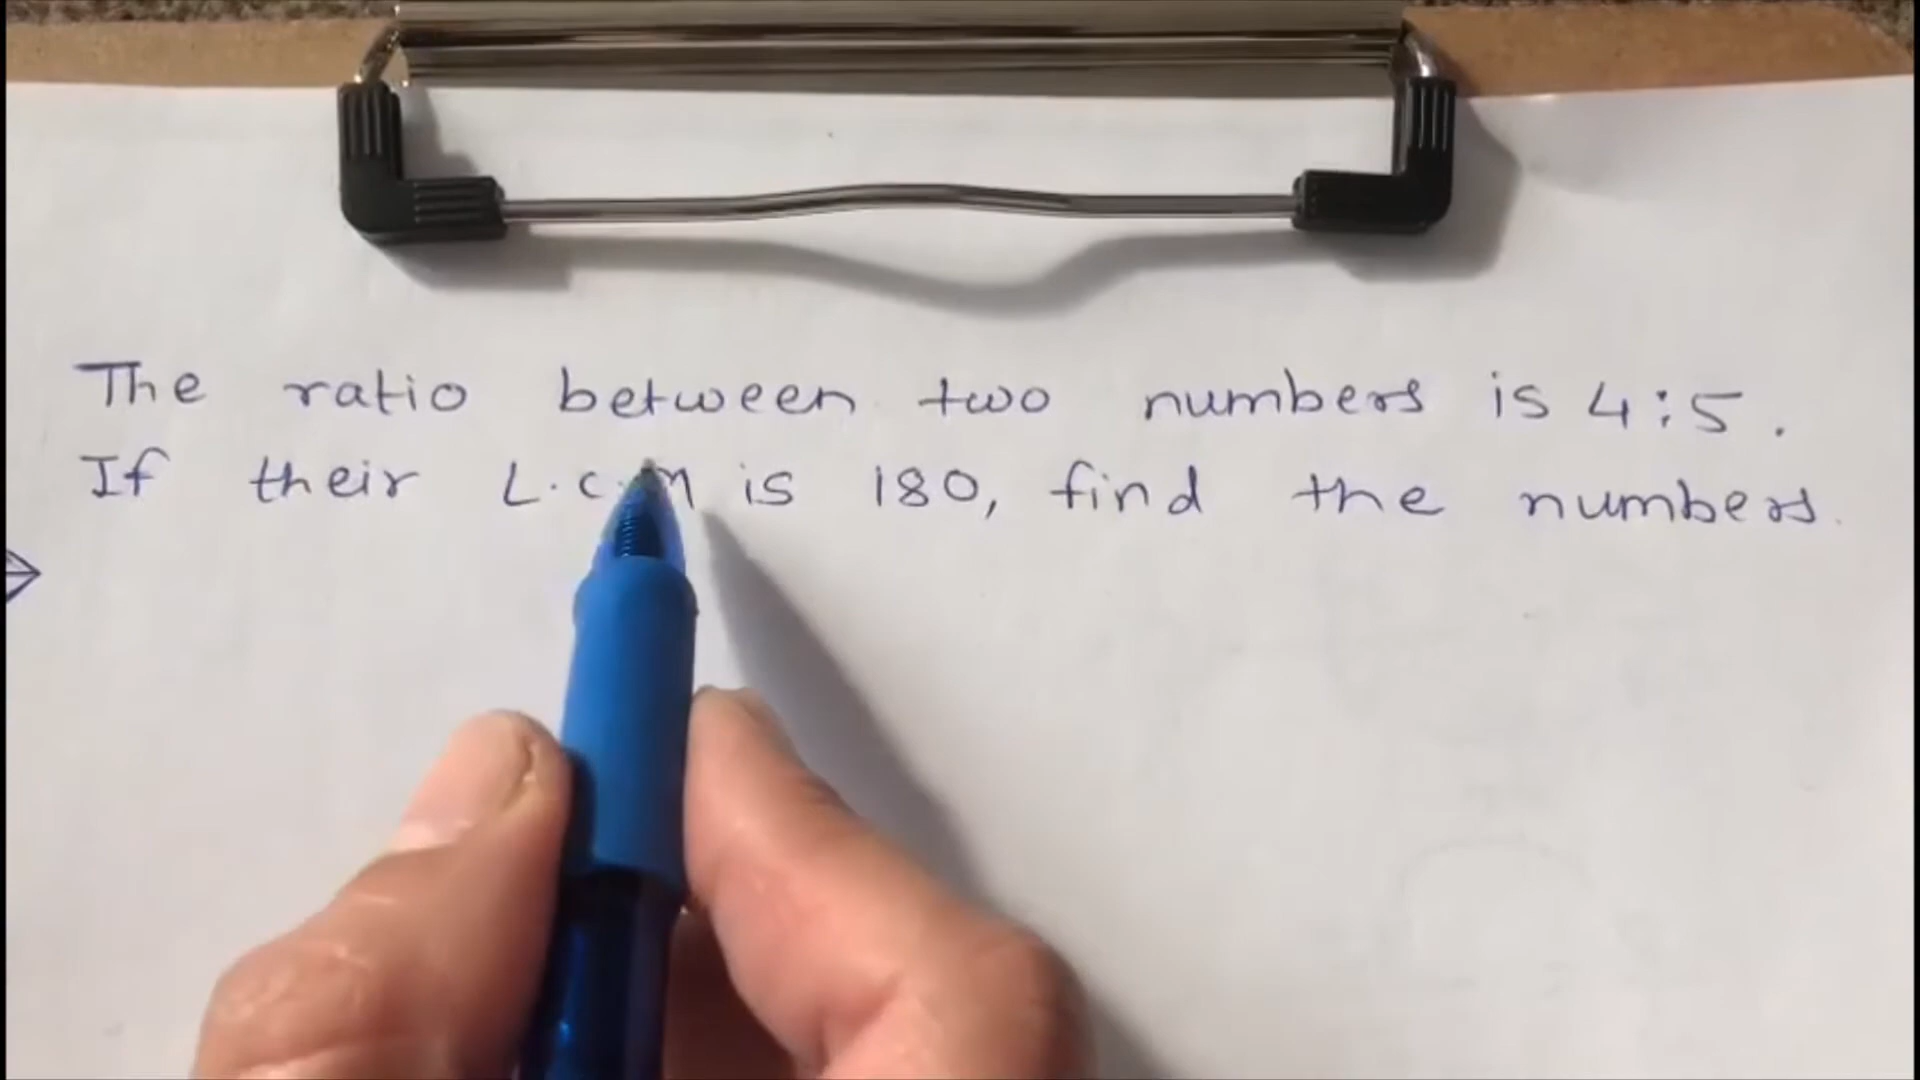 The ratio between two numbers is 4:5.
If their L.C.M is 180, find the numbers.